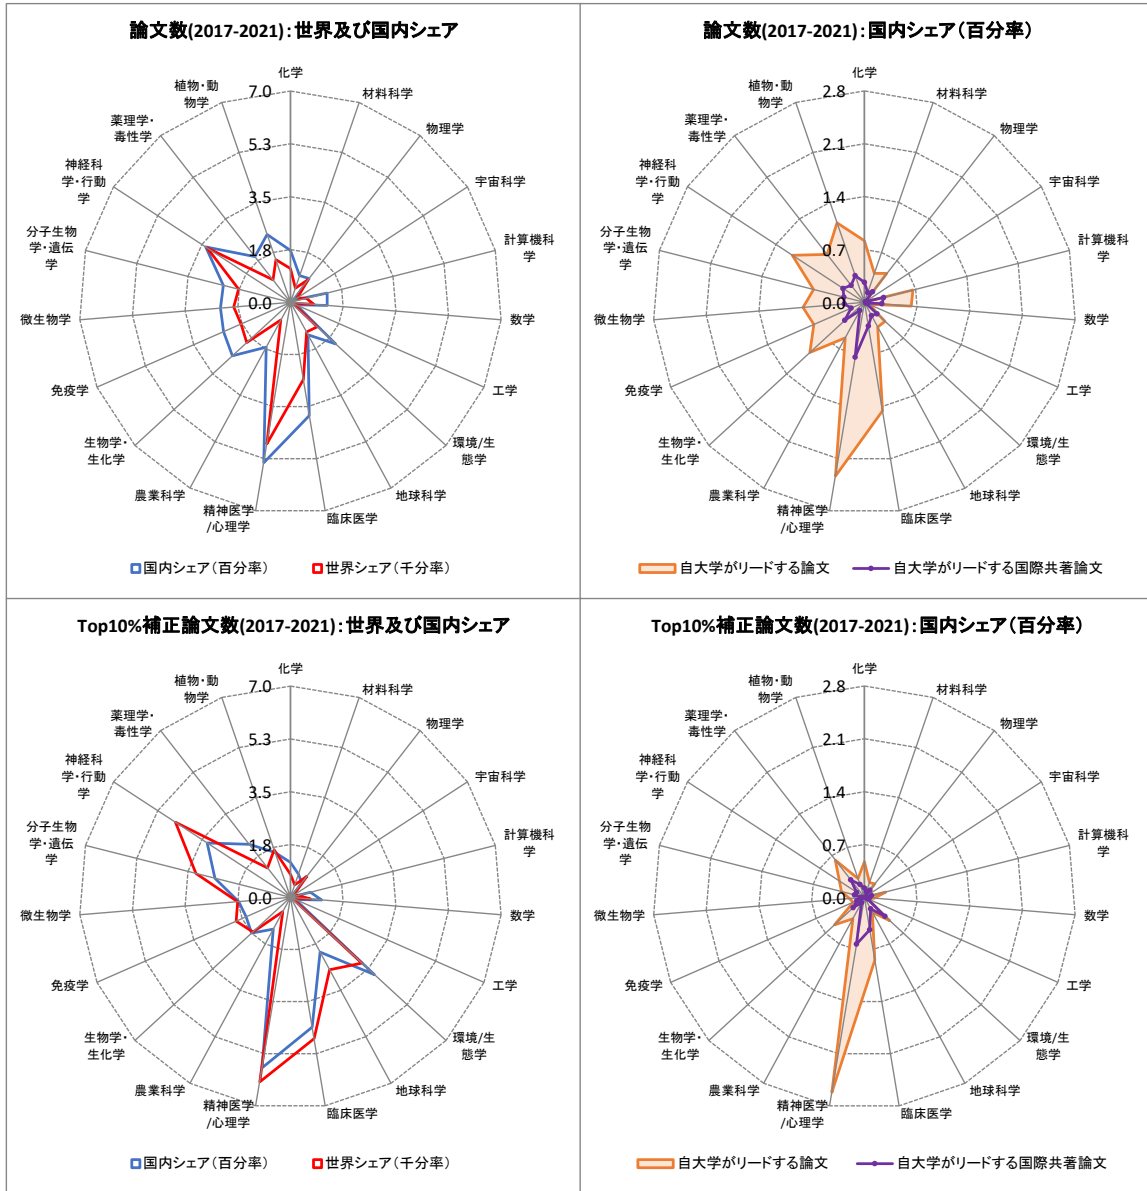 論文数(2017-2021)：世界及び国内シェア
化学
材料科学
物理学
宇宙科学
計算機科
学
数学
工学
環境/生
態学
地球科学
臨床医学
精神医学
/心理学
農業科学
生物学・
生化学
免疫学
微生物学
分子生物
学・遺伝
学
神経科
学・行動
学
薬理学・
毒性学
植物・動
物学
7.0
5.3
3.5
1.8
0.0
国内シェア（百分率）
世界シェア（千分率）
論文数(2017-2021)：国内シェア（百分率）
化学
材料科学
物理学
宇宙科学
計算機科
学
数学
工学
環境/生
態学
地球科学
臨床医学
精神医学
/心理学
農業科学
生物学・
生化学
免疫学
微生物学
分子生物
学・遺伝
学
神経科
学・行動
学
薬理学・
毒性学
植物・動
物学
2.8
2.1
1.4
0.7
0.0
自大学がリードする論文
自大学がリードする国際共著論文
Top10%補正論文数(2017-2021)：世界及び国内シェア
化学
材料科学
物理学
宇宙科学
計算機科
学
数学
工学
環境/生
態学
地球科学
臨床医学
精神医学
/心理学
農業科学
生物学・
生化学
免疫学
微生物学
分子生物
学・遺伝
学
神経科
学・行動
学
薬理学・
毒性学
植物・動
物学
7.0
5.3
3.5
1.8
0.0
国内シェア（百分率）
世界シェア（千分率）
Top10%補正論文数(2017-2021)：国内シェア（百分率）
化学
材料科学
物理学
宇宙科学
計算機科
学
数学
工学
環境/生
態学
地球科学
臨床医学
精神医学
/心理学
農業科学
生物学・
生化学
免疫学
微生物学
分子生物
学・遺伝
学
神経科
学・行動
学
薬理学・
毒性学
植物・動
物学
2.8
2.1
1.4
0.7
0.0
自大学がリードする論文
自大学がリードする国際共著論文